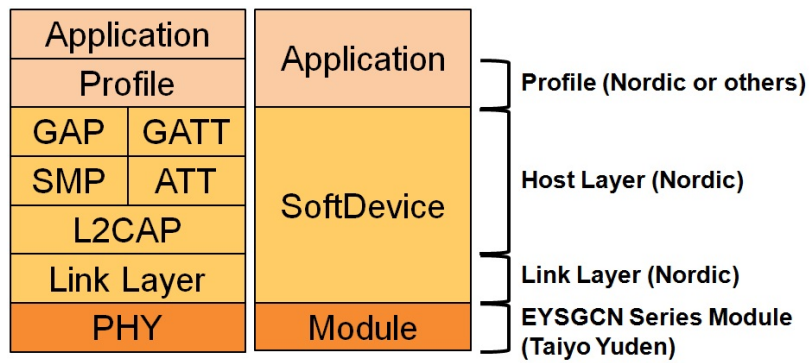 Application
Profile
GAP GATT
SMP ATT
L2CAP
Link Layer
PHY
Application
SoftDevice
Module
Profile (Nordic or others)
Host Layer (Nordic)
Link Layer (Nordic)
EYSGCN Series Module
(Taiyo Yuden)